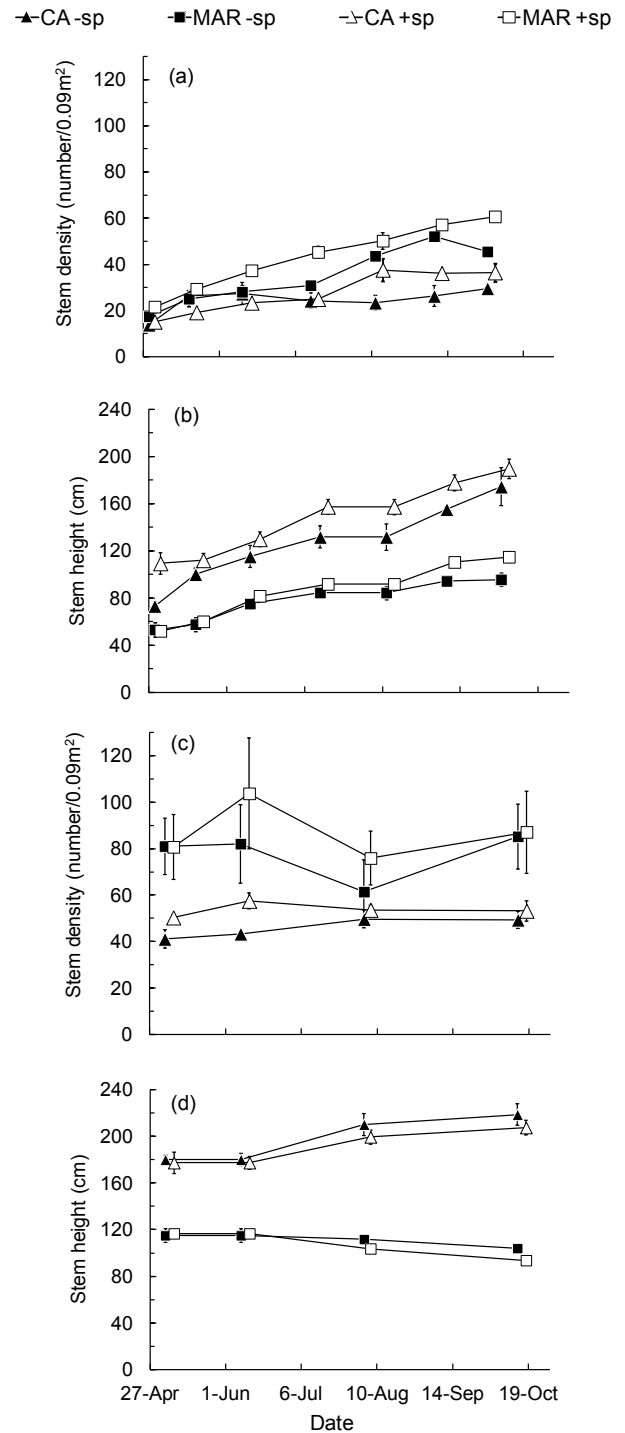 CA -sp MAR -sp CA +sp MAR +sp
(a)
Stem density (number/0.09m²)
120
100
80
60
40
20
0
(b)
Stem height (cm)
240
200
160
120
80
40
0
(c)
Stem density (number/0.09m²)
120
100
80
60
40
20
0
(d)
Stem height (cm)
240
200
160
120
80
40
0
27-Apr 1-Jun 6-Jul 10-Aug 14-Sep 19-Oct
Date